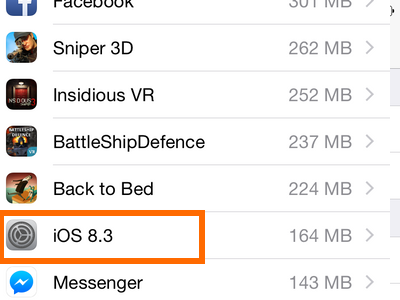 Facebook 301 MB
Sniper 3D 262 MB
Insidious VR 252 MB
BattleShipDefence 237 MB
Back to Bed 224 MB
iOS 8.3 164 MB
Messenger 143 MB